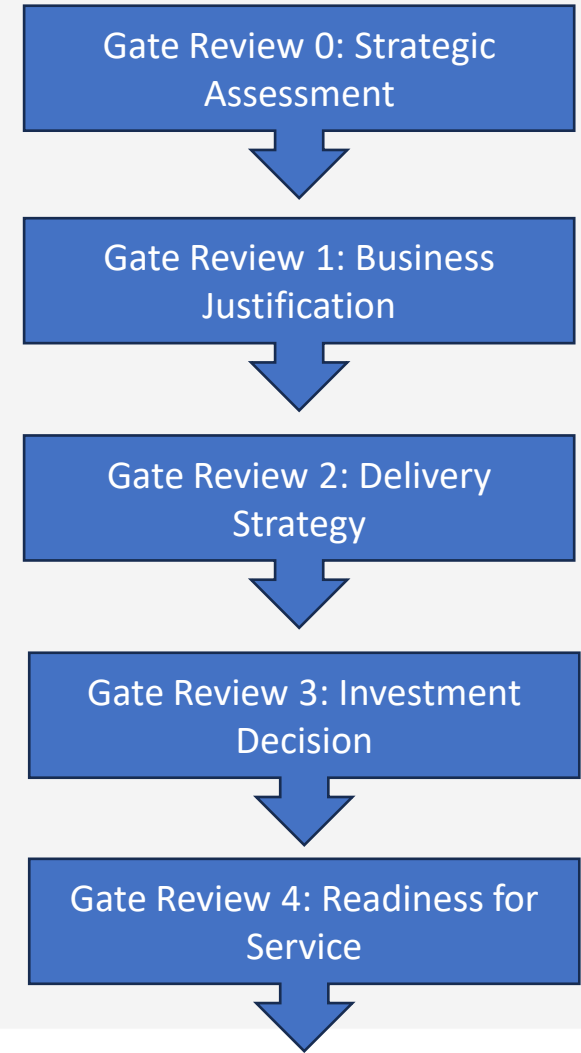 Gate Review 0: Strategic
Assessment
Gate Review 1: Business
Justification
Gate Review 2: Delivery
Strategy
Gate Review 3: Investment
Decision
Gate Review 4: Readiness for
Service